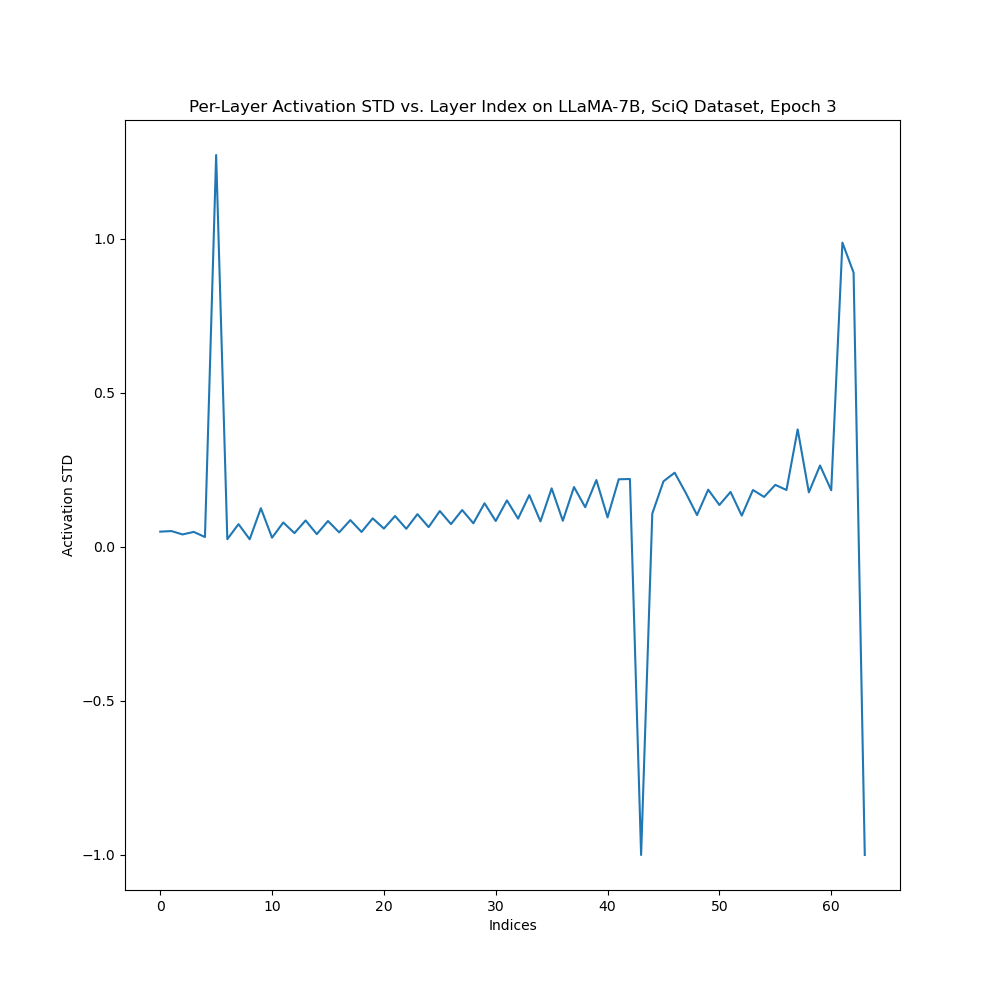 Per-Layer Activation STD vs. Layer Index on LLaMA-7B, SciQ Dataset, Epoch 3
Activation STD
1.0
0.5
0.0
−0.5
−1.0
0 10 20 30 40 50 60
Indices